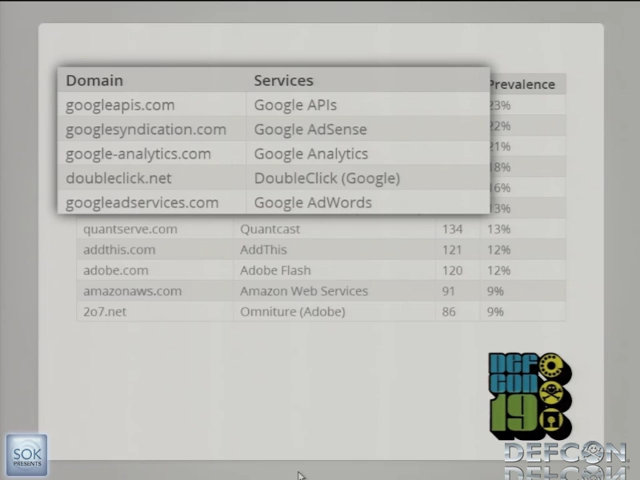 Domain Services Prevalence
googleapis.com Google APIs 23%
googlesyndication.com Google AdSense 22%
google-analytics.com Google Analytics 21%
doubleclick.net DoubleClick (Google) 18%
googleadservices.com Google AdWords 16%
13%
quantserve.com Quantcast 134 13%
addthis.com AddThis 121 12%
adobe.com Adobe Flash 120 12%
amazonaws.com Amazon Web Services 91 9%
2o7.net Omniture (Adobe) 86 9%
DEF
CON
19
SOK
PRESENTS
DEFCON